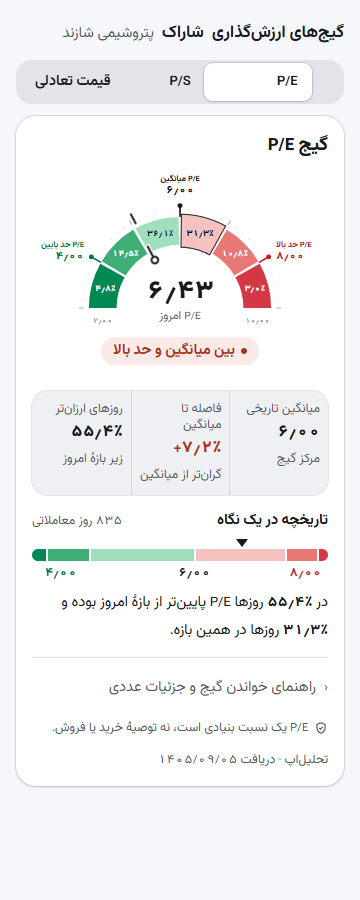 گیج‌های ارزش‌گذاری شاراک پتروشیمی شازند
P/E
P/S
قیمت تعادلی
گیج P/E
P/E میانگین
۶٫۰۰
P/E حد پایین
۴٫۰۰
P/E حد بالا
۸٫۰۰
۳۶٫۱٪
۳۱٫۳٪
۱۴٫۵٪
۱۰٫۸٪
۴٫۸٪
۳٫۰٪
۶٫۴۳
P/E امروز
۲٫۰۰
۱۰٫۰۰
بین میانگین و حد بالا
میانگین تاریخی
۶٫۰۰
مرکز گیج
فاصله تا میانگین
+۷٫۲٪
گران‌تر از میانگین
روزهای ارزان‌تر
۵۵٫۴٪
زیر بازهٔ امروز
تاریخچه در یک نگاه
۸۳۵ روز معاملاتی
۴٫۰۰
۶٫۰۰
۸٫۰۰
در ۵۵٫۴٪ روزها P/E پایین‌تر از بازهٔ امروز بوده و
۳۱٫۳٪ روزها در همین بازه.
‹ راهنمای خواندن گیج و جزئیات عددی
P/E یک نسبت بنیادی است، نه توصیهٔ خرید یا فروش.
تحلیل‌اپ · دریافت ۱۴۰۵/۰۹/۰۵